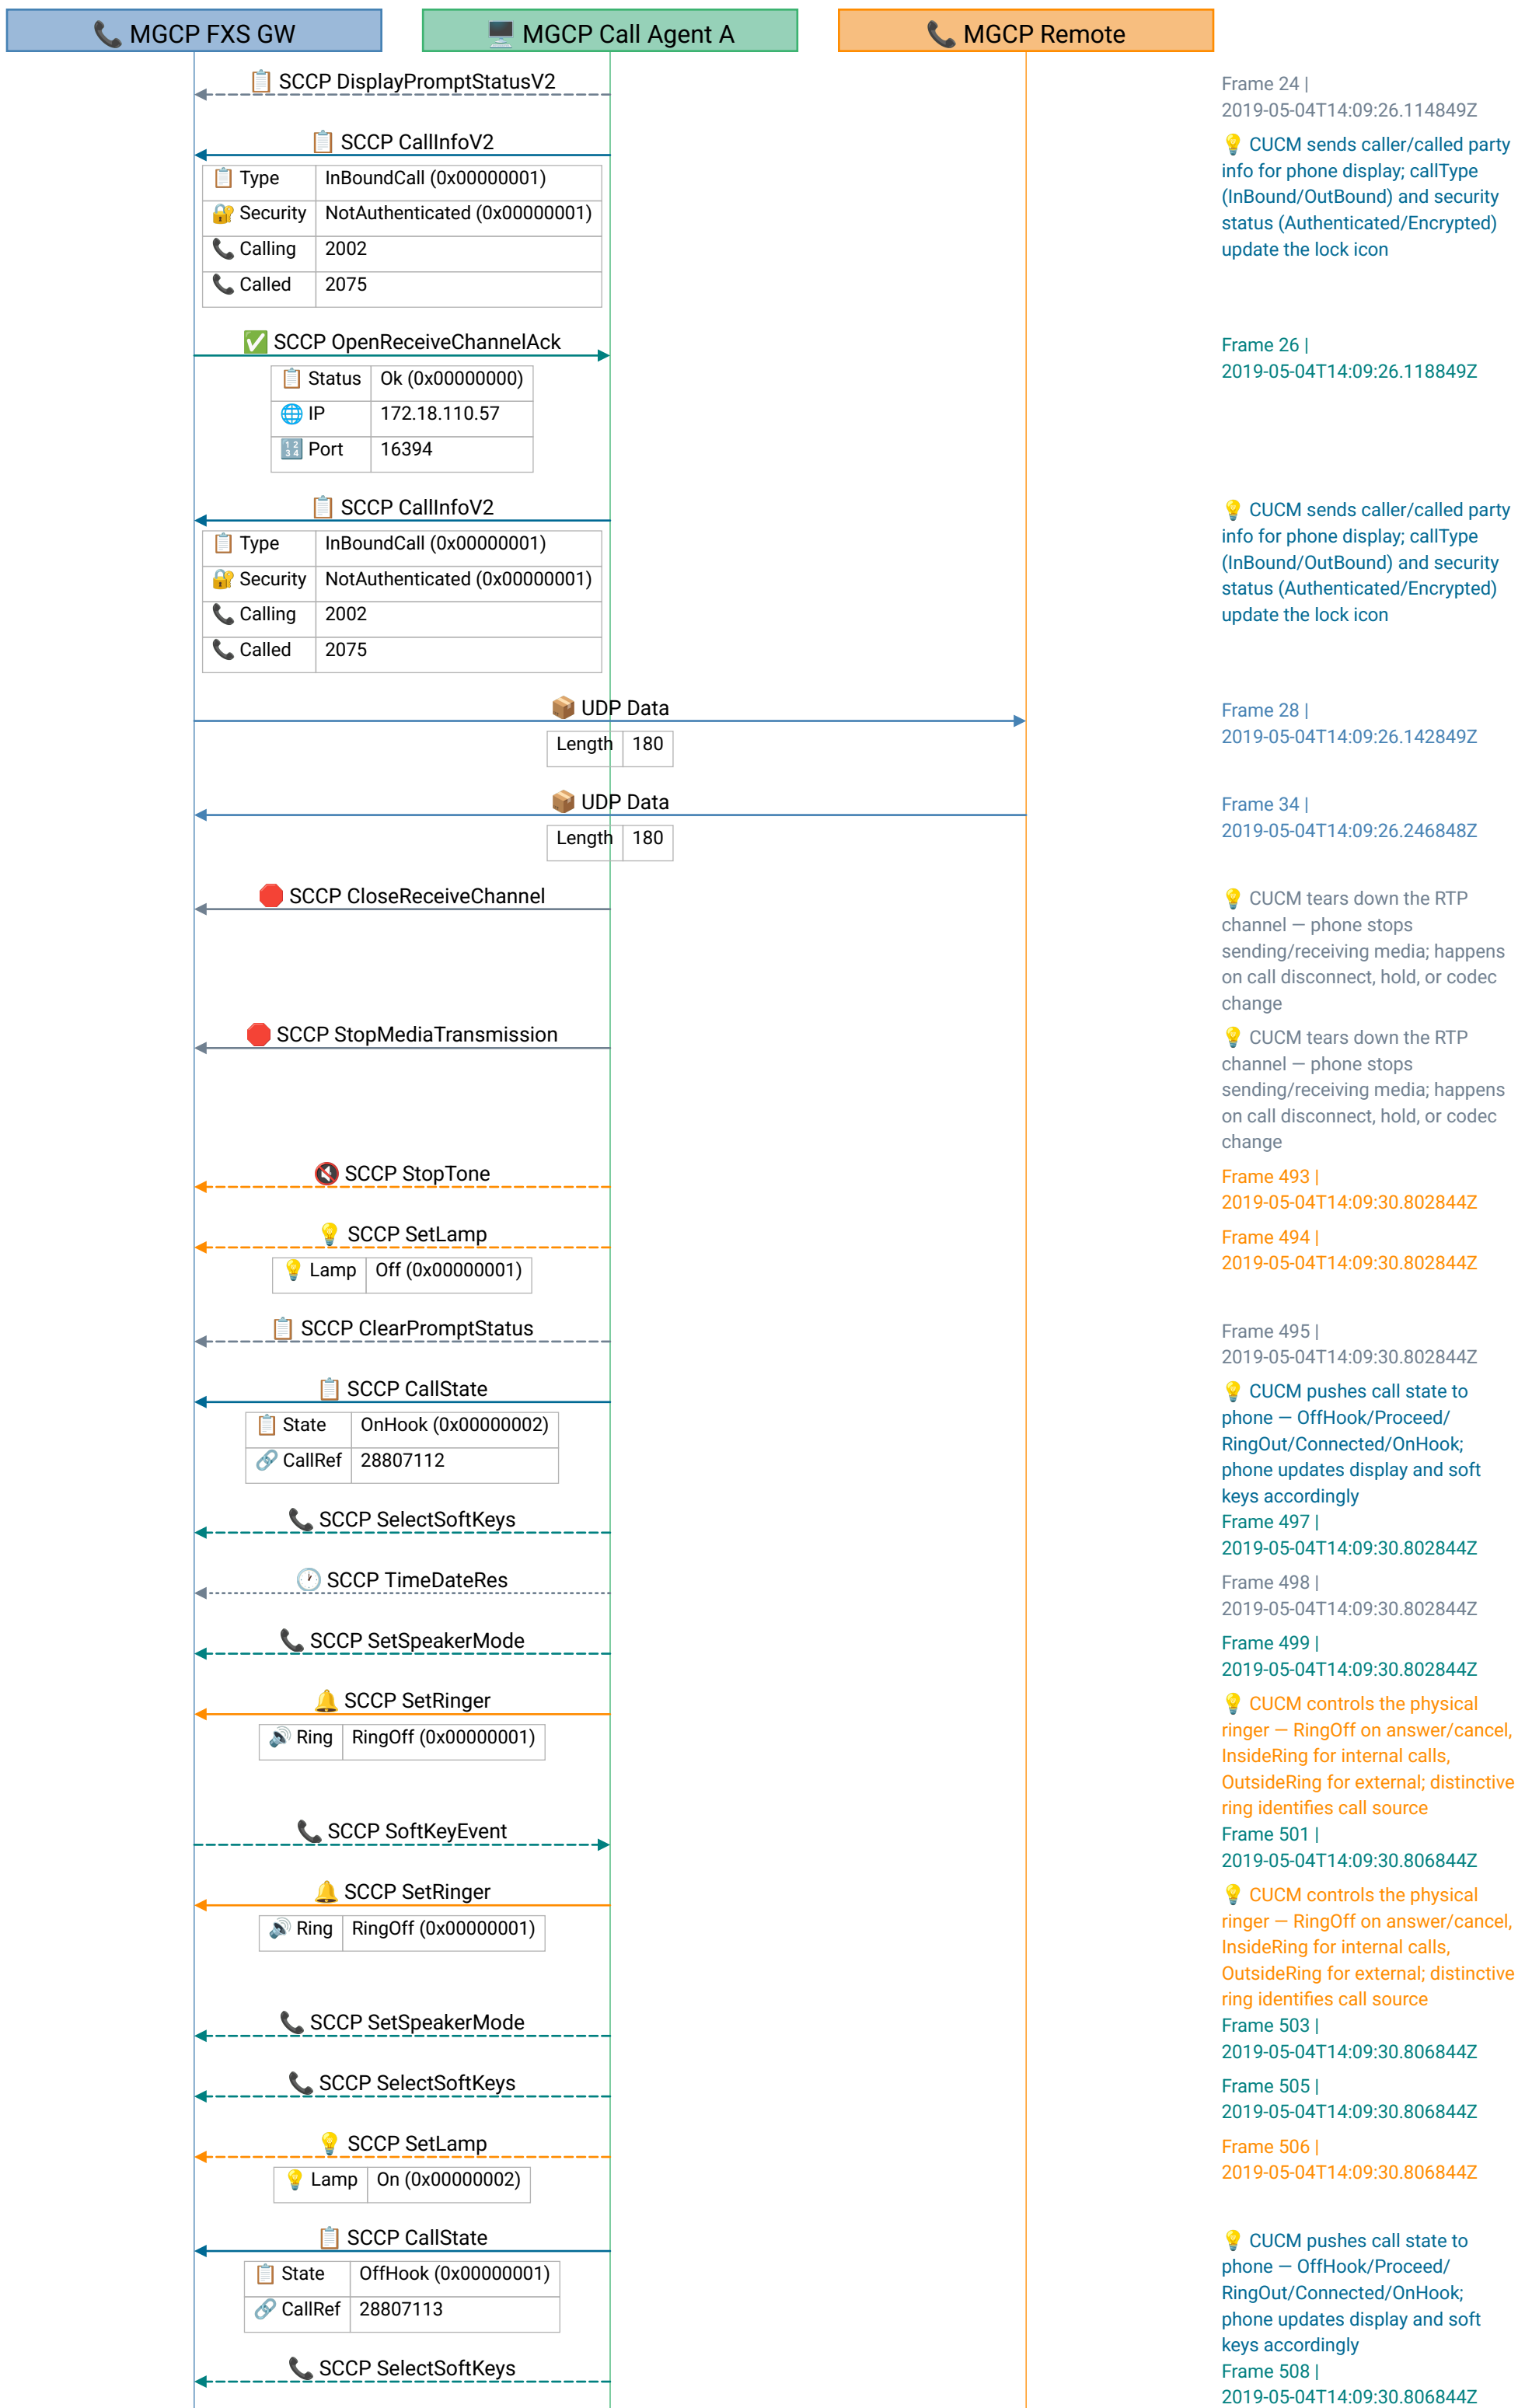 MGCP FXS GW
MGCP Call Agent A
MGCP Remote
SCCP DisplayPromptStatusV2
Frame 24 |
2019-05-04T14:09:26.114849Z
SCCP CallInfoV2
CUCM sends caller/called party
info for phone display; callType
(InBound/OutBound) and security
status (Authenticated/Encrypted)
update the lock icon
Type InBoundCall (0x00000001)
Security NotAuthenticated (0x00000001)
Calling 2002
Called 2075
SCCP OpenReceiveChannelAck
Frame 26 |
2019-05-04T14:09:26.118849Z
Status Ok (0x00000000)
IP 172.18.110.57
Port 16394
SCCP CallInfoV2
CUCM sends caller/called party
info for phone display; callType
(InBound/OutBound) and security
status (Authenticated/Encrypted)
update the lock icon
Type InBoundCall (0x00000001)
Security NotAuthenticated (0x00000001)
Calling 2002
Called 2075
UDP Data
Frame 28 |
2019-05-04T14:09:26.142849Z
Length 180
UDP Data
Frame 34 |
2019-05-04T14:09:26.246848Z
Length 180
SCCP CloseReceiveChannel
CUCM tears down the RTP
channel — phone stops
sending/receiving media; happens
on call disconnect, hold, or codec
change
SCCP StopMediaTransmission
CUCM tears down the RTP
channel — phone stops
sending/receiving media; happens
on call disconnect, hold, or codec
change
SCCP StopTone
Frame 493 |
2019-05-04T14:09:30.802844Z
SCCP SetLamp
Frame 494 |
2019-05-04T14:09:30.802844Z
Lamp Off (0x00000001)
SCCP ClearPromptStatus
Frame 495 |
2019-05-04T14:09:30.802844Z
SCCP CallState
CUCM pushes call state to
phone — OffHook/Proceed/
RingOut/Connected/OnHook;
phone updates display and soft
keys accordingly
State OnHook (0x00000002)
CallRef 28807112
SCCP SelectSoftKeys
Frame 497 |
2019-05-04T14:09:30.802844Z
SCCP TimeDateRes
Frame 498 |
2019-05-04T14:09:30.802844Z
SCCP SetSpeakerMode
Frame 499 |
2019-05-04T14:09:30.802844Z
SCCP SetRinger
CUCM controls the physical
ringer — RingOff on answer/cancel,
InsideRing for internal calls,
OutsideRing for external; distinctive
ring identifies call source
Ring RingOff (0x00000001)
SCCP SoftKeyEvent
Frame 501 |
2019-05-04T14:09:30.806844Z
SCCP SetRinger
CUCM controls the physical
ringer — RingOff on answer/cancel,
InsideRing for internal calls,
OutsideRing for external; distinctive
ring identifies call source
Ring RingOff (0x00000001)
SCCP SetSpeakerMode
Frame 503 |
2019-05-04T14:09:30.806844Z
SCCP SelectSoftKeys
Frame 505 |
2019-05-04T14:09:30.806844Z
SCCP SetLamp
Frame 506 |
2019-05-04T14:09:30.806844Z
Lamp On (0x00000002)
SCCP CallState
CUCM pushes call state to
phone — OffHook/Proceed/
RingOut/Connected/OnHook;
phone updates display and soft
keys accordingly
State OffHook (0x00000001)
CallRef 28807113
SCCP SelectSoftKeys
Frame 508 |
2019-05-04T14:09:30.806844Z